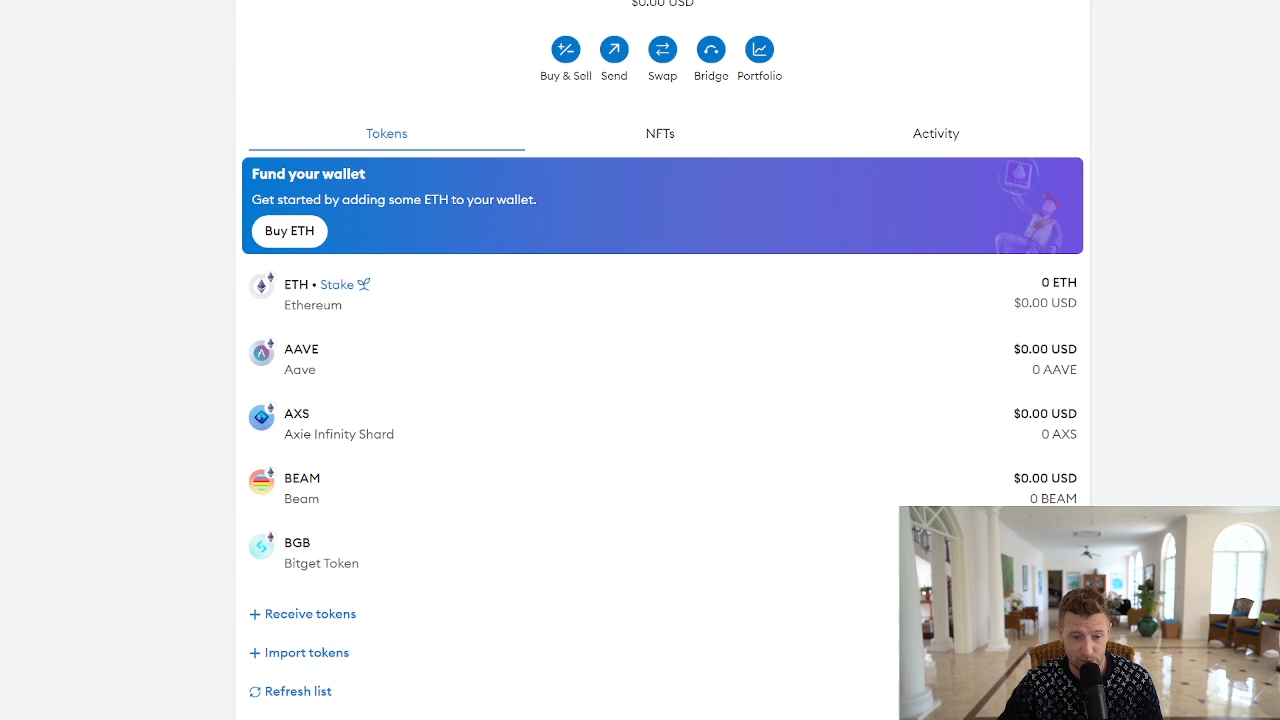 $0.00 USD
Buy & Sell
Send
Swap
Bridge
Portfolio
Tokens
NFTs
Activity
Fund your wallet
Get started by adding some ETH to your wallet.
Buy ETH
ETH • Stake
0 ETH
Ethereum
$0.00 USD
AAVE
$0.00 USD
Aave
0 AAVE
AXS
$0.00 USD
Axie Infinity Shard
0 AXS
BEAM
$0.00 USD
Beam
0 BEAM
BGB
Bitget Token
+ Receive tokens
+ Import tokens
Refresh list